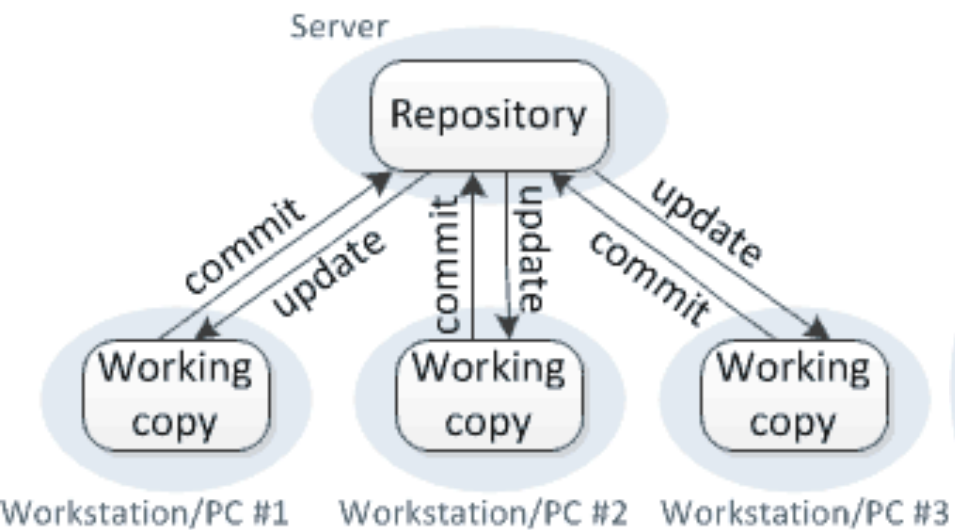 Server
Repository
commit
update
commit
update
commit
update
Working
copy
Working
copy
Working
copy
Workstation/PC #1
Workstation/PC #2
Workstation/PC #3